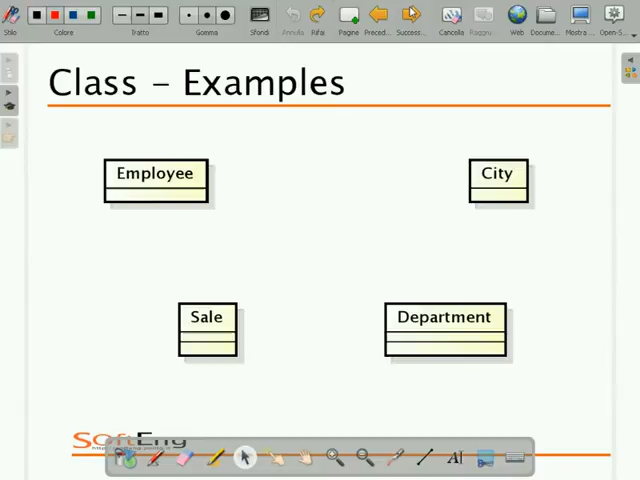 Stilo
Colore
Tratto
Gomma
Sfondi
Annulla
Rifai
Pagine
Preced...
Success...
Cancella
Raggru...
Web
Docume...
Mostra ...
Open-S...
Class – Examples
Employee
City
Sale
Department
SoftEng